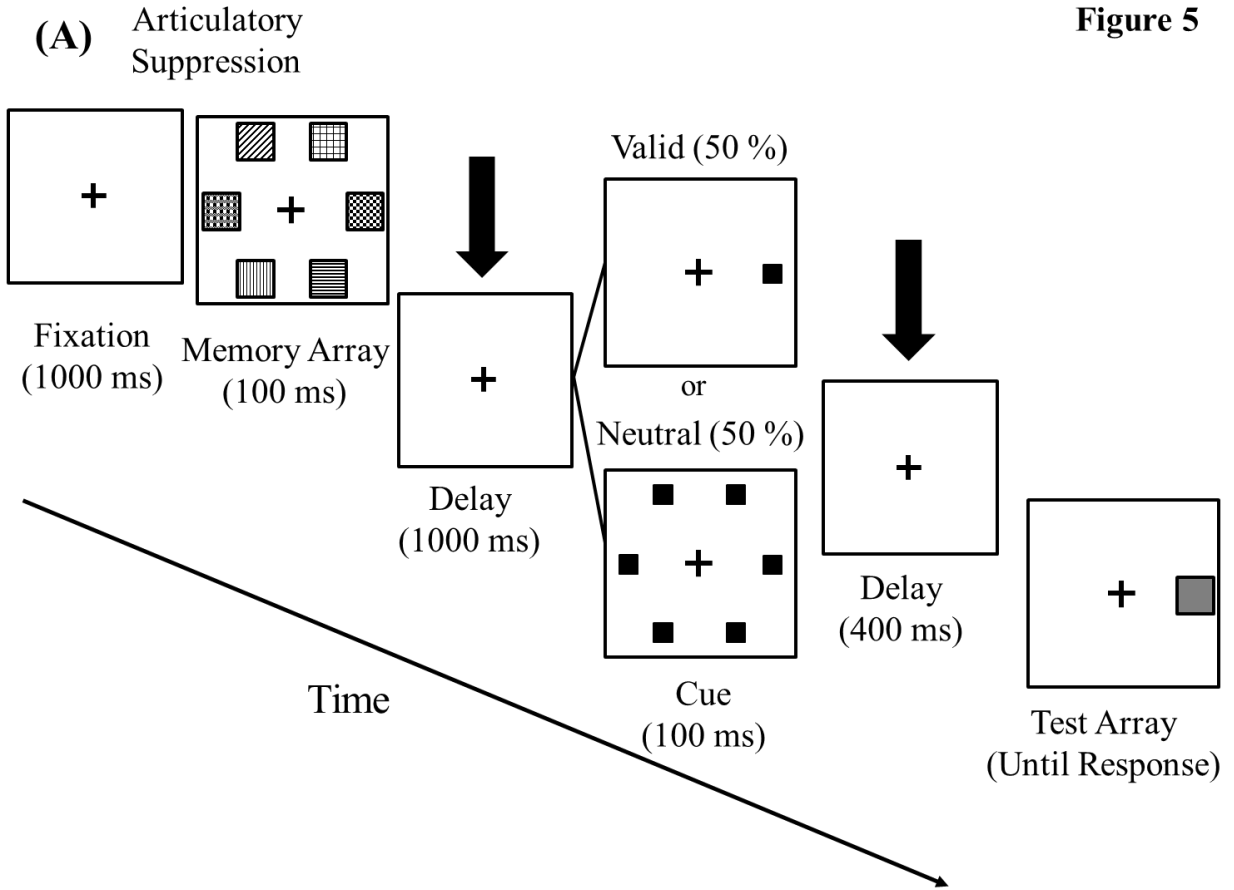 (A)
Articulatory
Suppression
Figure 5
Fixation
(1000 ms)
Memory Array
(100 ms)
Delay
(1000 ms)
Valid (50 %)
or
Neutral (50 %)
Cue
(100 ms)
Delay
(400 ms)
Test Array
(Until Response)
Time